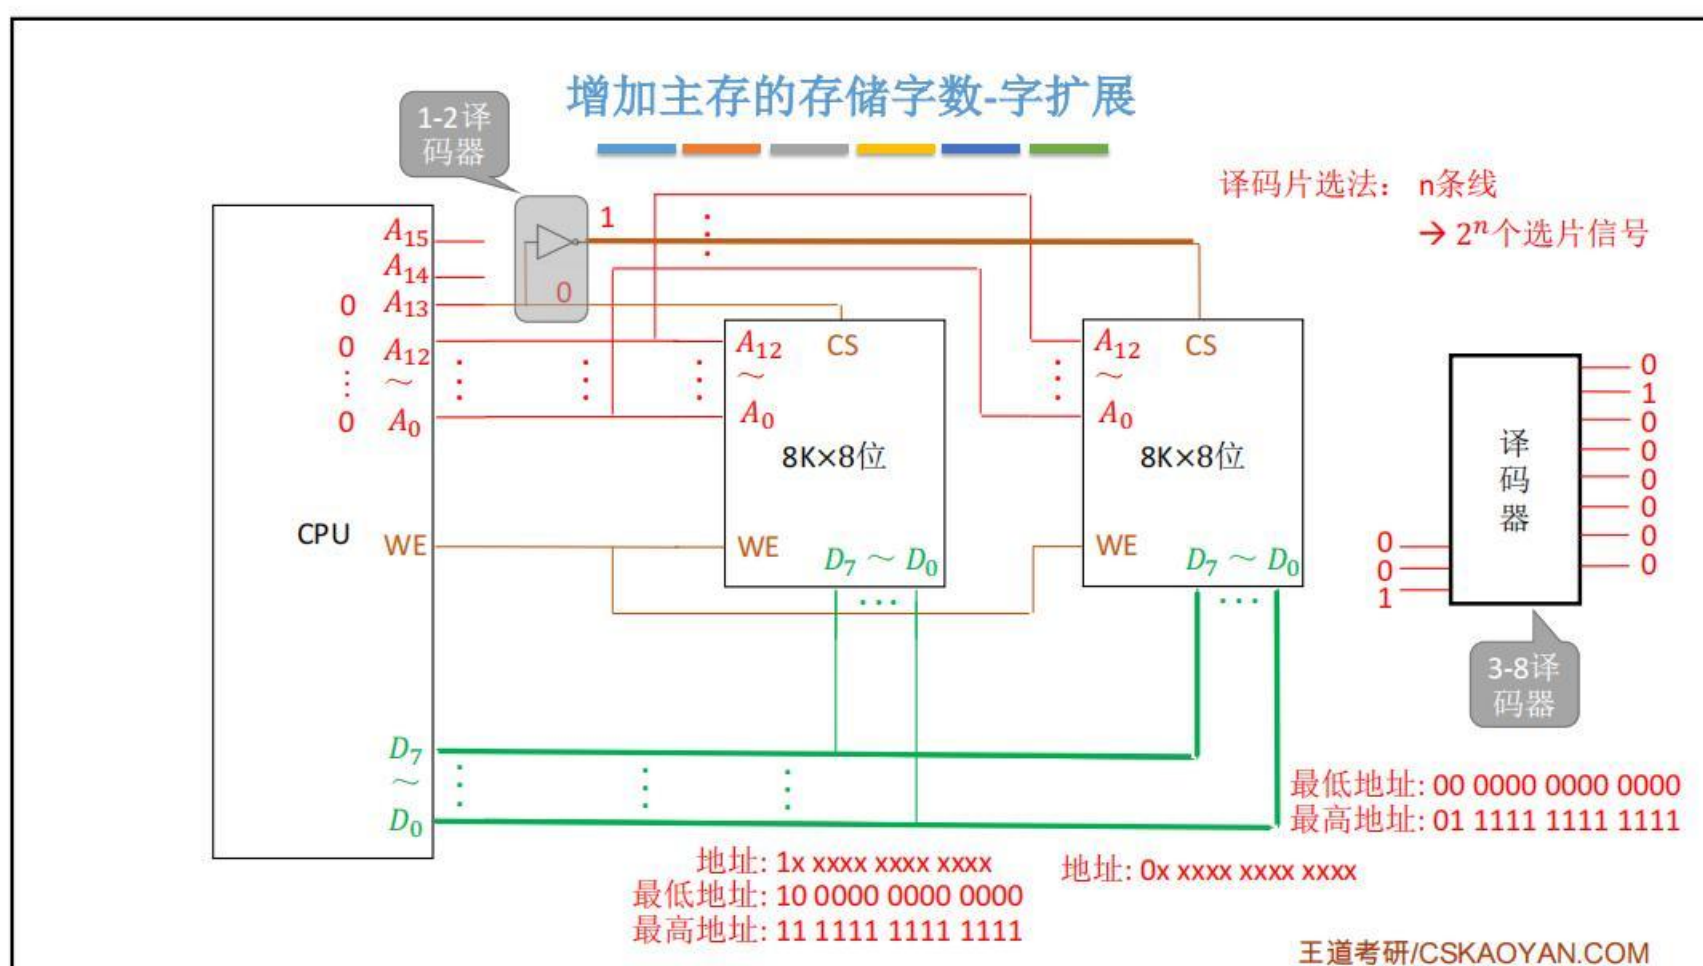 增加主存的存储字数-字扩展
1-2译
码器
译码片选法： n条线
→ 2ⁿ个选片信号
A₁₅
A₁₄
0 A₁₃
0 A₁₂
⋮ ～
0 A₀
1
0
CPU
WE
D₇
～
D₀
A₁₂ CS
～
A₀
8K×8位
WE
D₇ ～ D₀
…
A₁₂ CS
～
A₀
8K×8位
WE
D₇ ～ D₀
…
译
码
器
0
0
1
0
1
0
0
0
0
0
0
3-8译
码器
最低地址: 00 0000 0000 0000
最高地址: 01 1111 1111 1111
地址: 1x xxxx xxxx xxxx
最低地址: 10 0000 0000 0000
最高地址: 11 1111 1111 1111
地址: 0x xxxx xxxx xxxx
王道考研/CSKAOYAN.COM